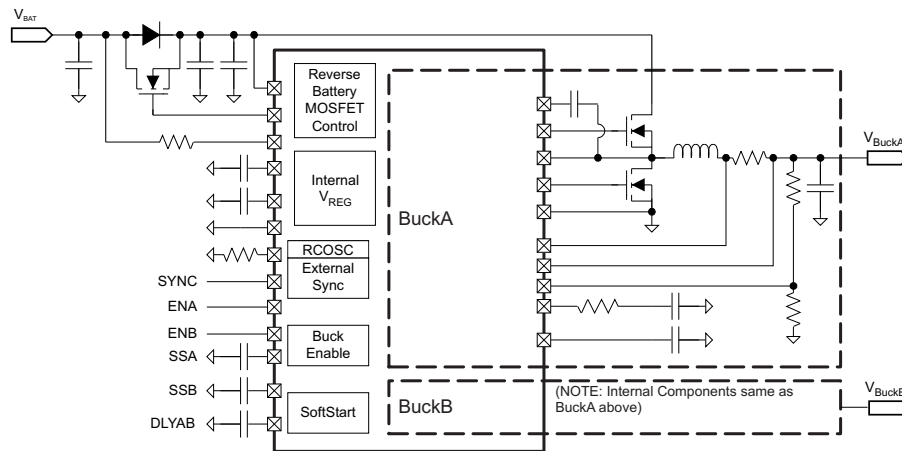 V_BAT
Reverse
Battery
MOSFET
Control
Internal
V_REG
RCOSC
External
Sync
SYNC
ENA
ENB
Buck
Enable
SSA
SSB
SoftStart
DLYAB
BuckA
V_BuckA
BuckB
(NOTE: Internal Components same as
BuckA above)
V_BuckB